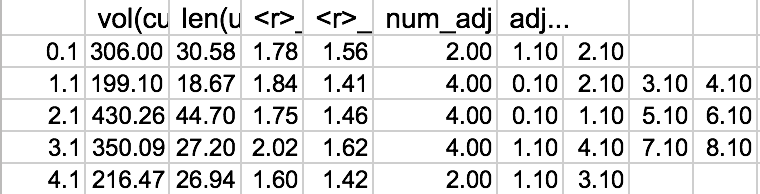 vol(cu len(u <r>_ <r>_ num_adj adj...
0.1 306.00 30.58 1.78 1.56 2.00 1.10 2.10
1.1 199.10 18.67 1.84 1.41 4.00 0.10 2.10 3.10 4.10
2.1 430.26 44.70 1.75 1.46 4.00 0.10 1.10 5.10 6.10
3.1 350.09 27.20 2.02 1.62 4.00 1.10 4.10 7.10 8.10
4.1 216.47 26.94 1.60 1.42 2.00 1.10 3.10